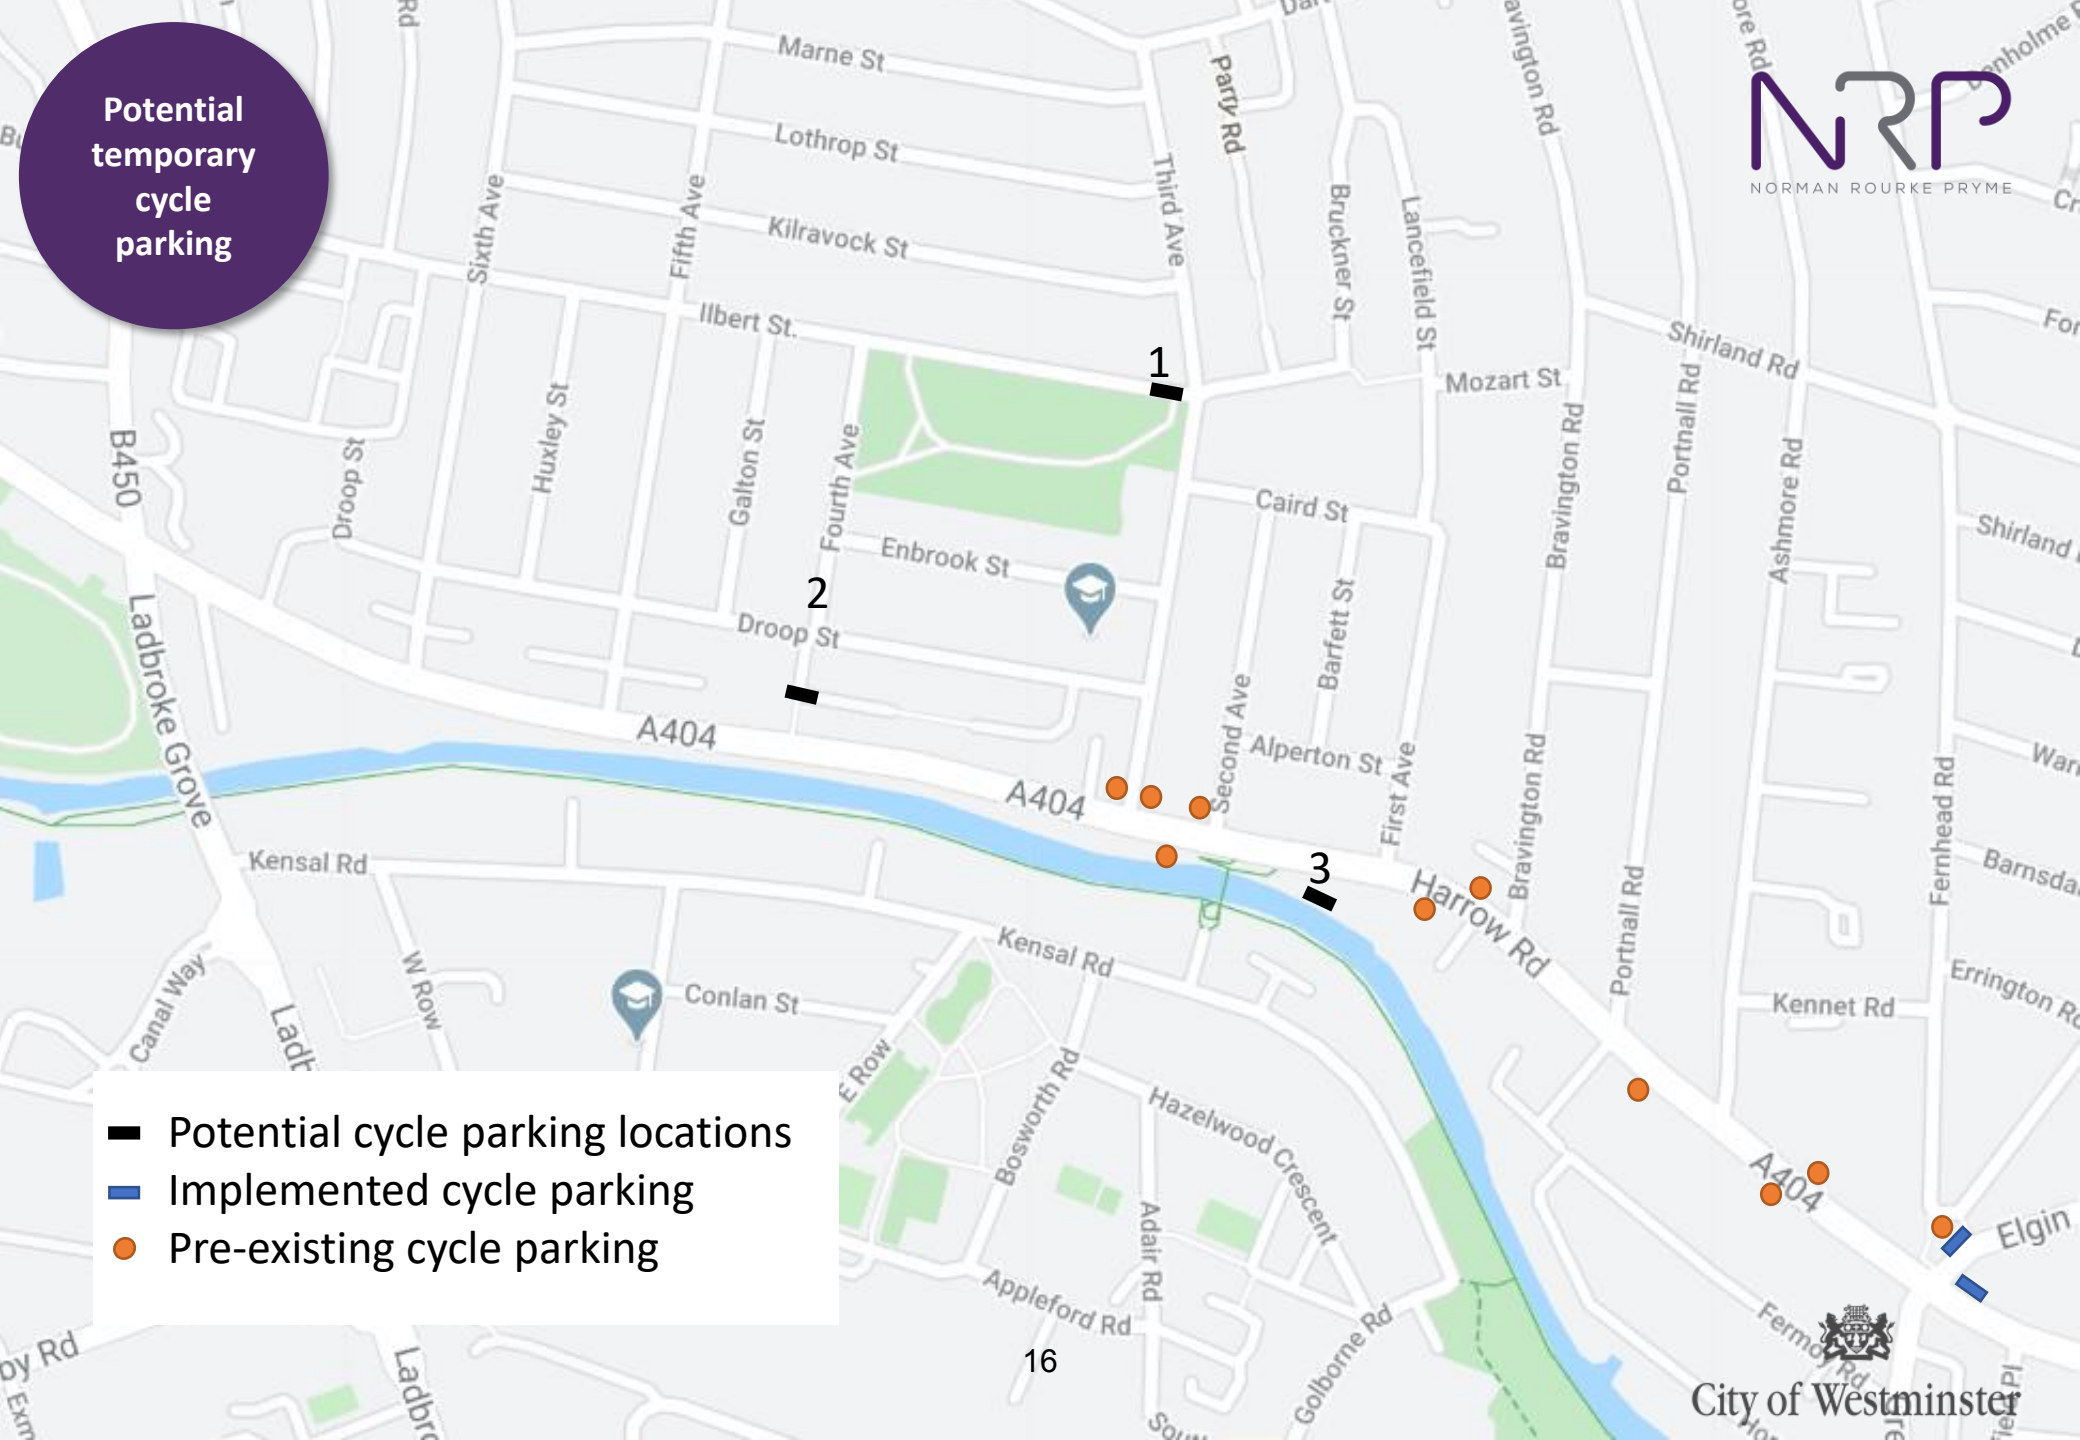 Potential
temporary
cycle
parking
NRP
NORMAN ROURKE PRYME
Marne St
Lothrop St
Kilravock St
Ilbert St.
Sixth Ave
Fifth Ave
Third Ave
Parry Rd
Bruckner St
Lancefield St
Mozart St
Shirland Rd
Portnall Rd
Bravington Rd
Ashmore Rd
1
B450
Droop St
Huxley St
Galton St
Fourth Ave
Enbrook St
Caird St
Barfett St
2
Droop St
Second Ave
Alperton St
First Ave
Bravington Rd
Portnall Rd
Fernhead Rd
Ladbroke Grove
A404
A404
3
Harrow Rd
Kensal Rd
Kensal Rd
Kennet Rd
Errington
Shirland
Canal Way
W Row
Conlan St
E Row
Bosworth Rd
Hazelwood Crescent
Adair Rd
Appleford Rd
Golborne Rd
A404
Elgin
Fermoy Rd
Potential cycle parking locations
Implemented cycle parking
Pre-existing cycle parking
16
City of Westminster